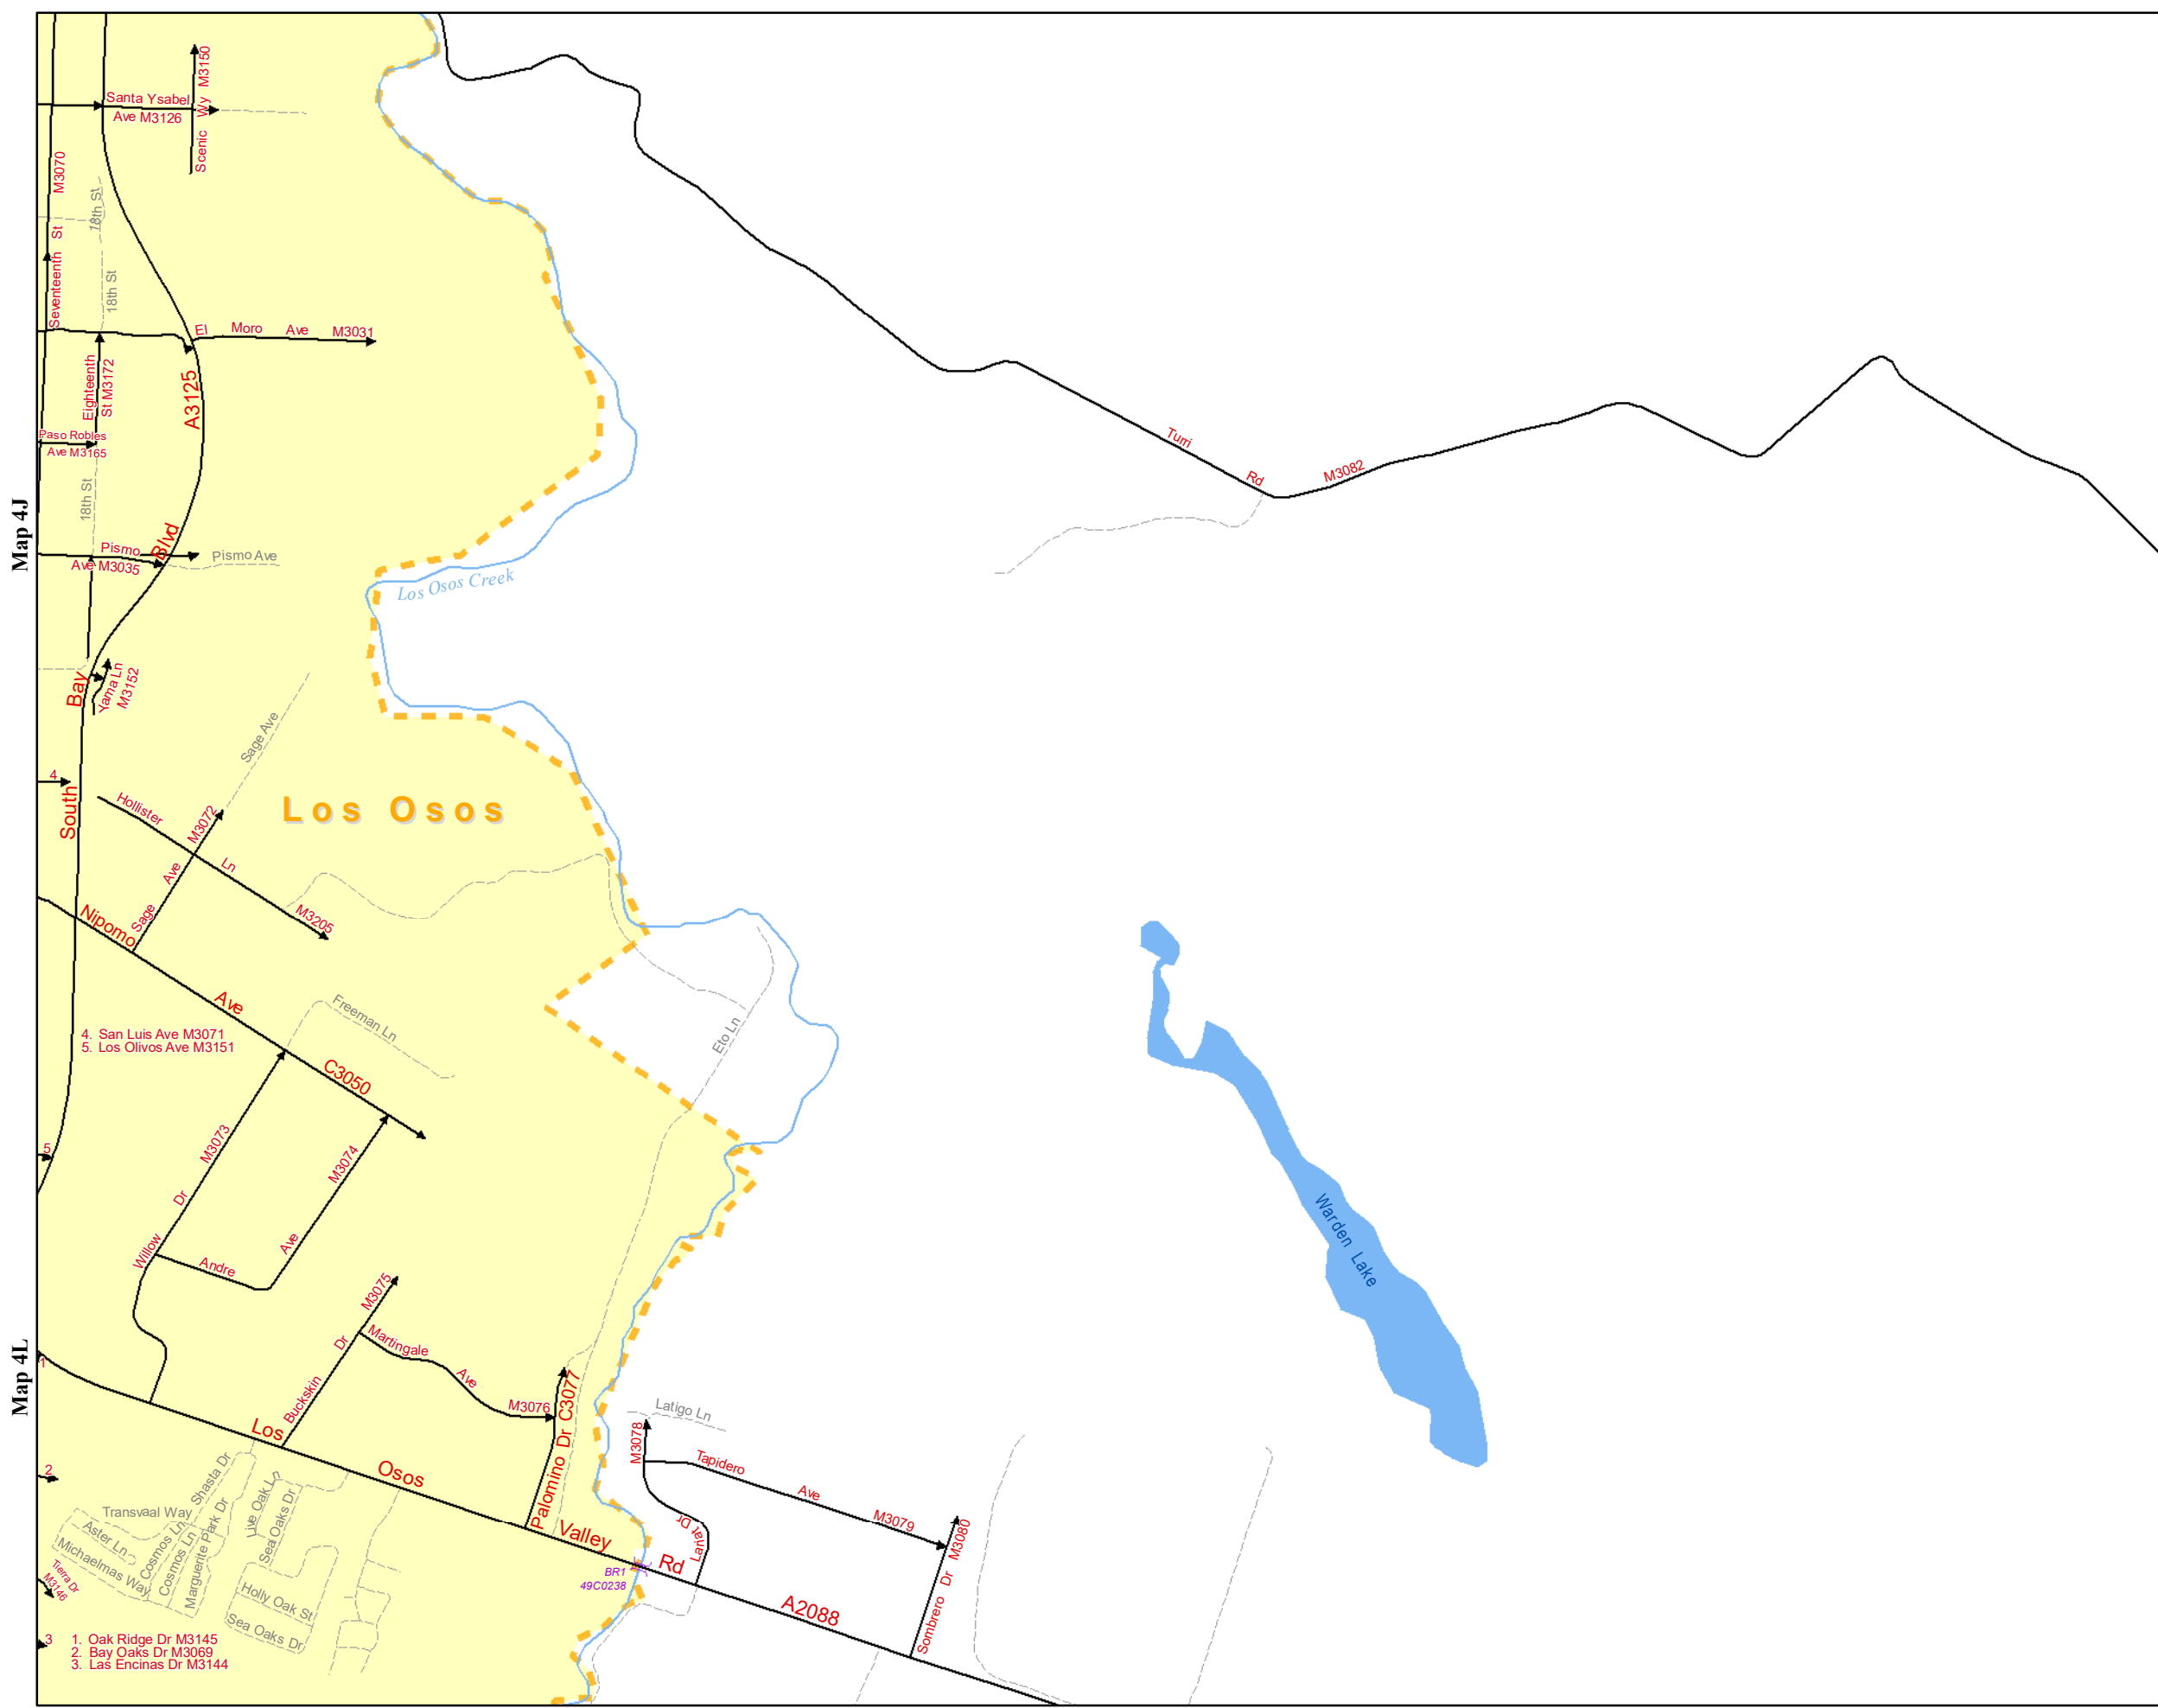 Map 4J
Map 4L
Santa Ysabel
Ave M3126
Scenic Wy M3150
Seventeenth St M3070
18th St
18th St
El Moro Ave M3031
Eighteenth
St M3172
A3125
Paso Robles
Ave M3165
18th St
Pismo
Ave M3035
Pismo Ave
South Bay Blvd
Yama Ln
M3152
Los Osos Creek
Turri Rd M3082
Sage Ave
4
Hollister Ln M3205
Sage Ave M3072
Los Osos
Nipomo Ave C3050
Freeman Ln
Eto Ln
4. San Luis Ave M3071
5. Los Olivos Ave M3151
5
Willow Dr M3073
Andre Ave M3074
Warden Lake
Buckskin Dr M3075
Martingale Ave M3076
Palomino Dr C3077
1
Latigo Ln
Lariat Dr M3078
Tapidero Ave M3079
Sombrero Dr M3080
Los Osos Valley Rd A2088
BR1
49C0238
2
Shasta Dr
Transvaal Way
Aster Ln
Michaelmas Way
Cosmos Ln
Cosmos Ln
Marguerite Park Dr
Live Oak Ln
Sea Oaks Dr
Holly Oak St
Sea Oaks Dr
Tierra Dr
M3146
3
1. Oak Ridge Dr M3145
2. Bay Oaks Dr M3069
3. Las Encinas Dr M3144